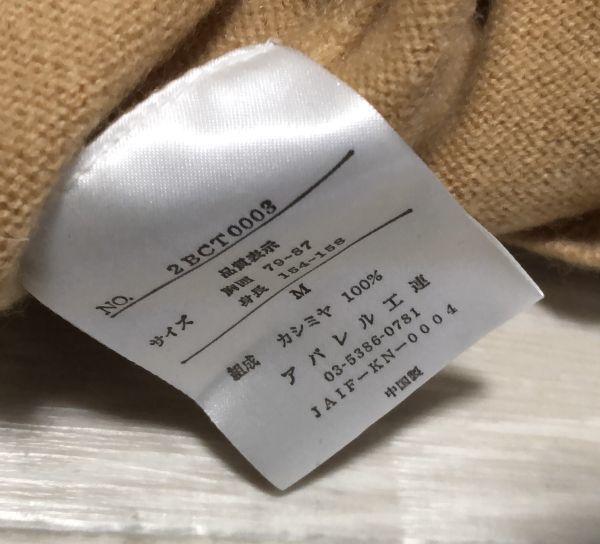 NO. 2BCT0003
品質表示
胸囲 79-87
身長 154-158
サイズ M
組成 カシミヤ 100%
アパレル工連
03-5386-0781
JAIF-KN-0004
中国製